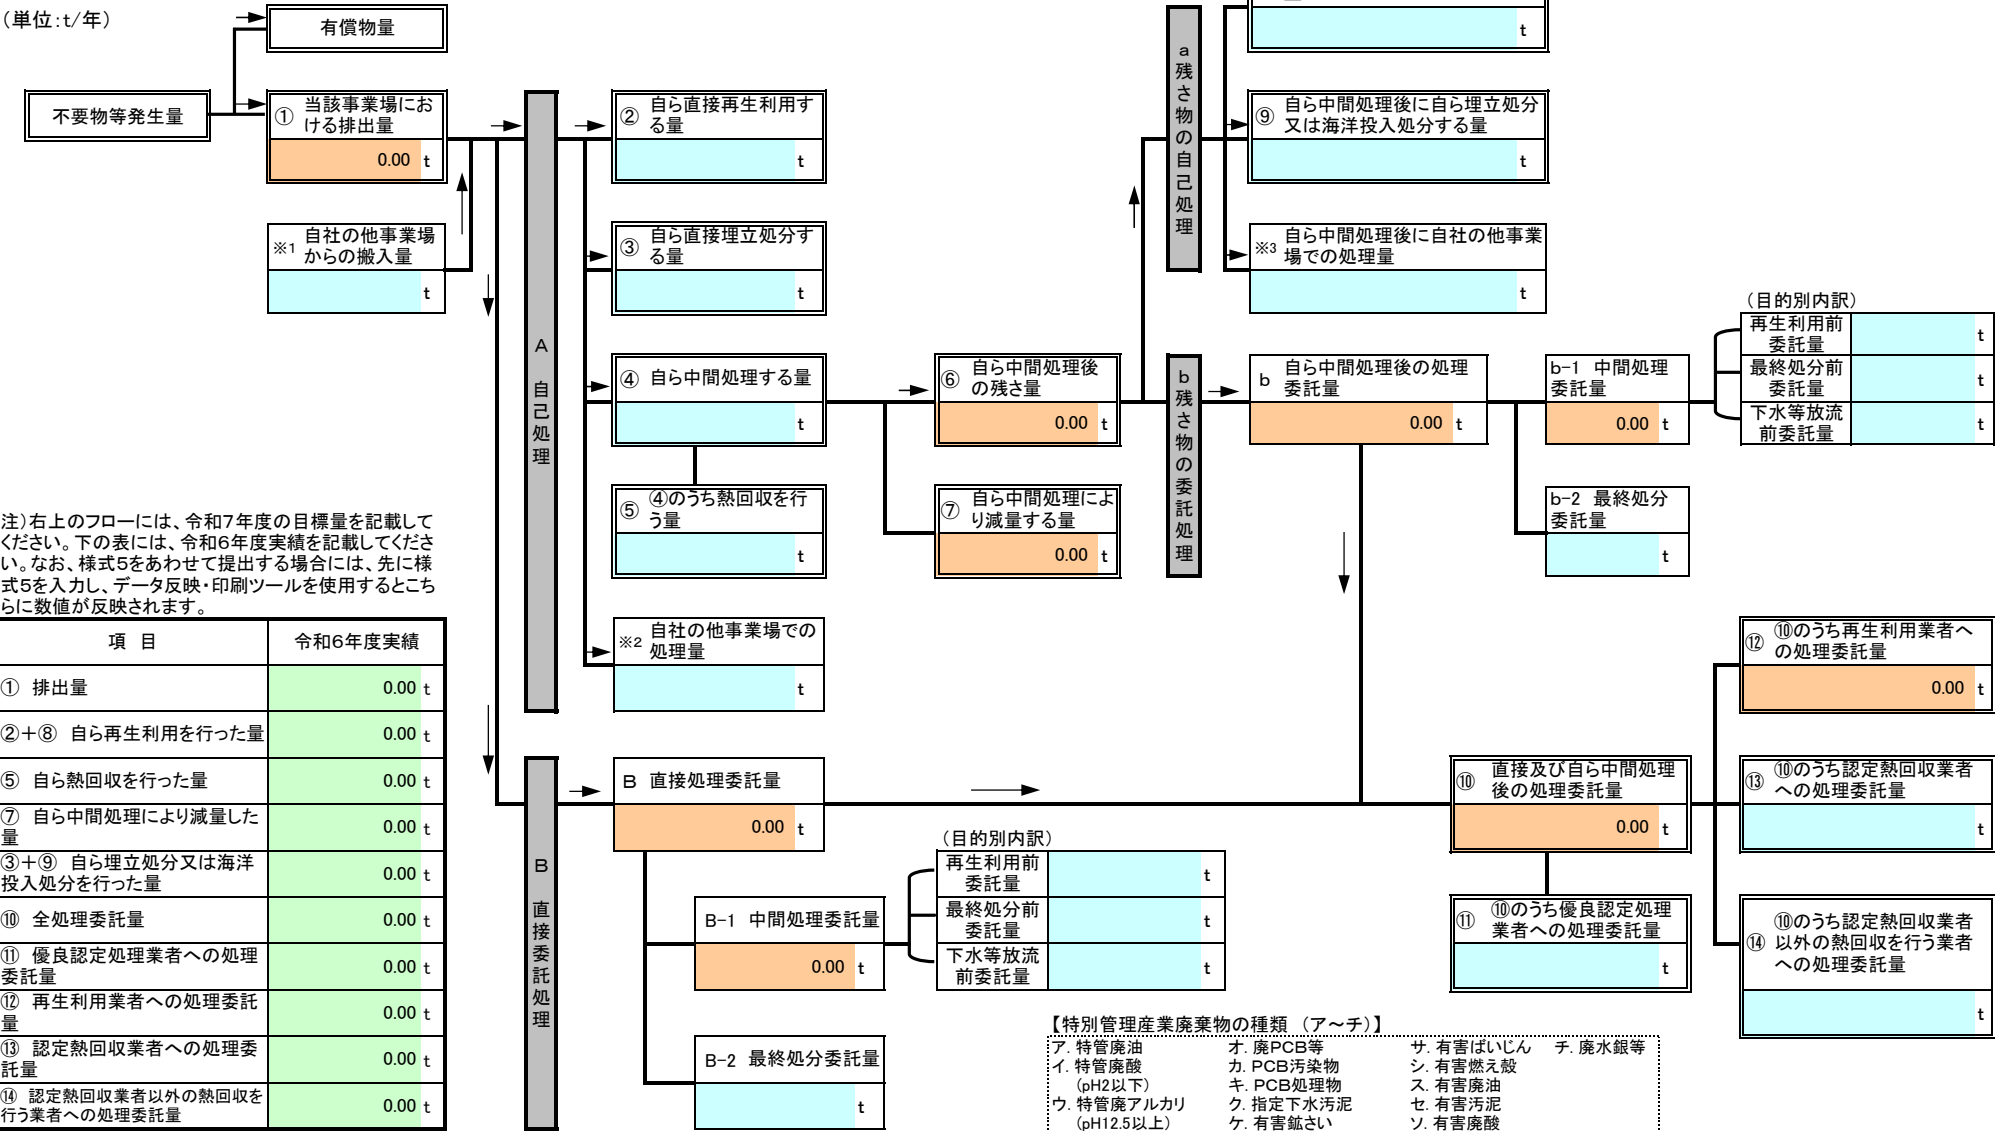 （単位:t/年）
有償物量
不要物等発生量
① 当該事業場にお
ける排出量
0.00 t
※1 自社の他事業場
からの搬入量
t
A 自己処理
② 自ら直接再生利用す
る量
t
③ 自ら直接埋立処分す
る量
t
④ 自ら中間処理する量
t
⑤ ④のうち熱回収を行
う量
t
※2 自社の他事業場での
処理量
t
⑥ 自ら中間処理後
の残さ量
0.00 t
⑦ 自ら中間処理によ
り減量する量
0.00 t
a残さ物の自己処理
t
⑨ 自ら中間処理後に自ら埋立処分
又は海洋投入処分する量
t
※3 自ら中間処理後に自社の他事業
場での処理量
t
b残さ物の委託処理
b 自ら中間処理後の処理
委託量
0.00 t
b-1 中間処理
委託量
0.00 t
b-2 最終処分
委託量
t
（目的別内訳）
再生利用前
委託量
t
最終処分前
委託量
t
下水等放流
前委託量
t
注）右上のフローには、令和7年度の目標量を記載して
ください。下の表には、令和6年度実績を記載してくださ
い。なお、様式5をあわせて提出する場合には、先に様
式5を入力し、データ反映・印刷ツールを使用するとこち
らに数値が反映されます。
項 目 令和6年度実績
① 排出量 0.00 t
②＋⑧ 自ら再生利用を行った量 0.00 t
⑤ 自ら熱回収を行った量 0.00 t
⑦ 自ら中間処理により減量した
量 0.00 t
③＋⑨ 自ら埋立処分又は海洋
投入処分を行った量 0.00 t
⑩ 全処理委託量 0.00 t
⑪ 優良認定処理業者への処理
委託量 0.00 t
⑫ 再生利用業者への処理委託
量 0.00 t
⑬ 認定熱回収業者への処理委
託量 0.00 t
⑭ 認定熱回収業者以外の熱回収を
行う業者への処理委託量 0.00 t
B 直接委託処理
B 直接処理委託量
0.00 t
B-1 中間処理委託量
0.00 t
B-2 最終処分委託量
t
（目的別内訳）
再生利用前
委託量
t
最終処分前
委託量
t
下水等放流
前委託量
t
⑩ 直接及び自ら中間処理
後の処理委託量
0.00 t
⑪ ⑩のうち優良認定処理
業者への処理委託量
t
⑫ ⑩のうち再生利用業者へ
の処理委託量
0.00 t
⑬ ⑩のうち認定熱回収業者
への処理委託量
t
⑭ ⑩のうち認定熱回収業者
以外の熱回収を行う業者
への処理委託量
t
【特別管理産業廃棄物の種類 （ア～チ）】
ア. 特管廃油 オ. 廃PCB等 サ. 有害ばいじん チ. 廃水銀等
イ. 特管廃酸 カ. PCB汚染物 シ. 有害燃え殻
（pH2以下） キ. PCB処理物 ス. 有害廃油
ウ. 特管廃アルカリ ク. 指定下水汚泥 セ. 有害汚泥
（pH12.5以上） ケ. 有害鉱さい ソ. 有害廃酸